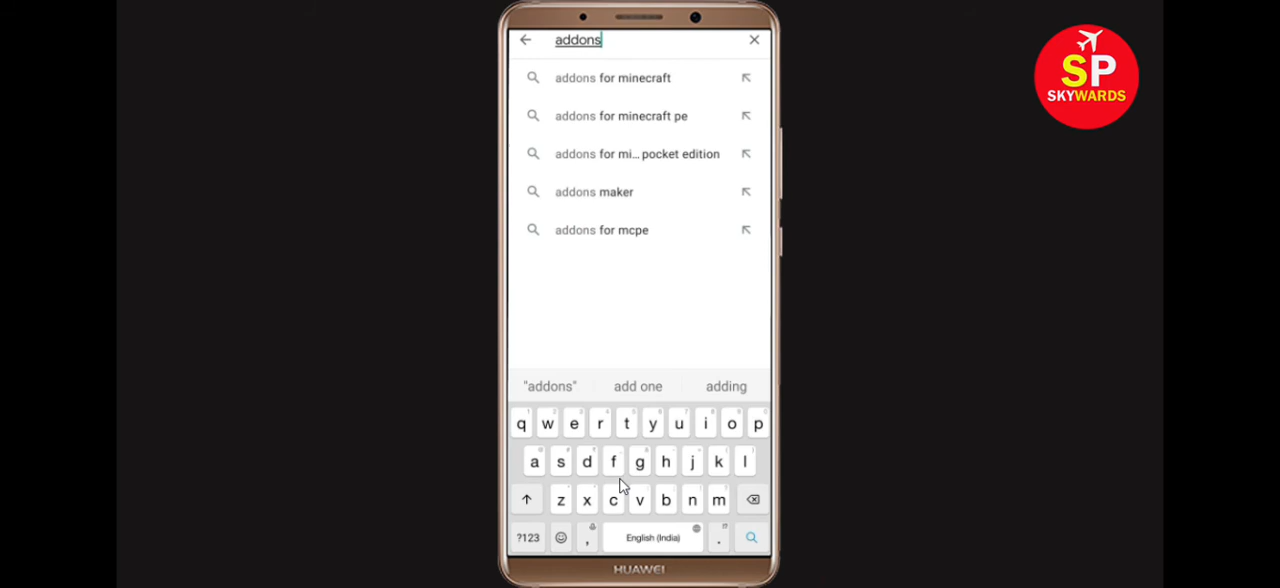 addons
SP
SKYWARDS
addons for minecraft
addons for minecraft pe
addons for mi... pocket edition
addons maker
addons for mcpe
"addons" add one adding
q w e r t y u i o p
a s d f g h j k l
z x c v b n m
?123 , English (India) .
HUAWEI